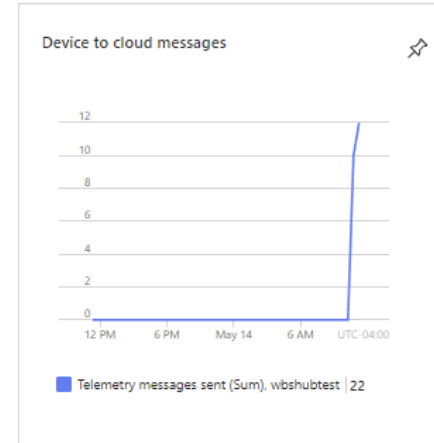 Device to cloud messages
12
10
8
6
4
2
0
12 PM 6 PM May 14 6 AM UTC-04:00
Telemetry messages sent (Sum), wbshubtest | 22